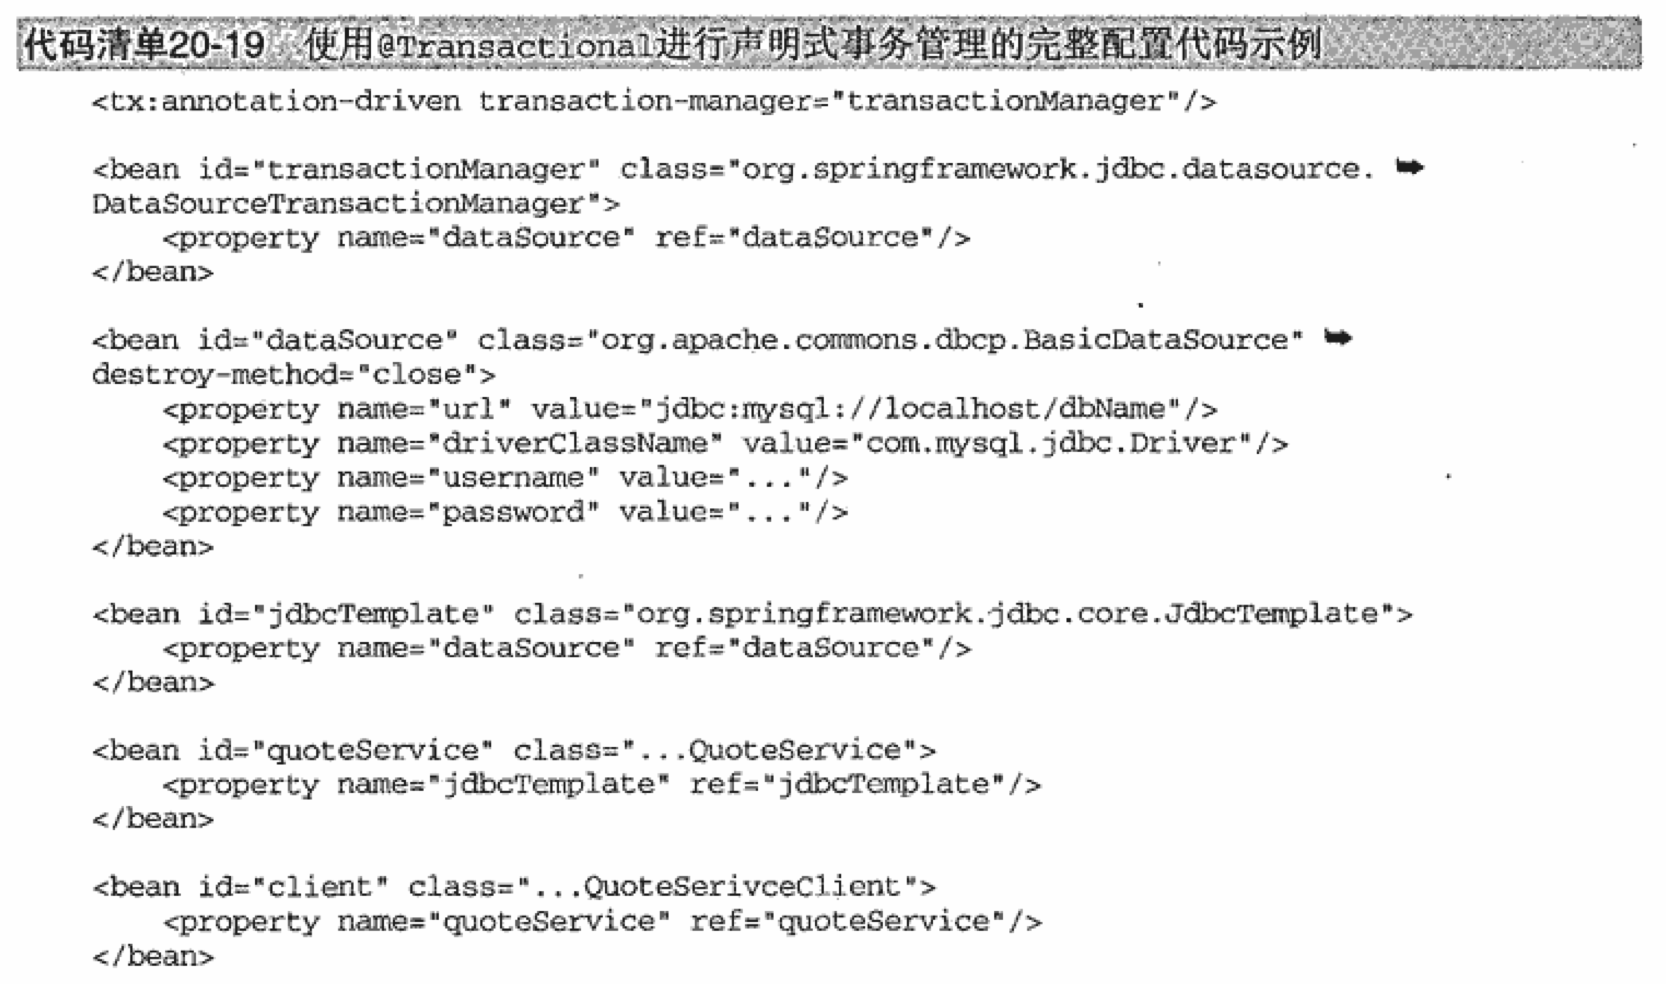 代码清单20-19 使用@Transactional进行声明式事务管理的完整配置代码示例
<tx:annotation-driven transaction-manager="transactionManager"/>
<bean id="transactionManager" class="org.springframework.jdbc.datasource. ➥
DataSourceTransactionManager">
<property name="dataSource" ref="dataSource"/>
</bean>
<bean id="dataSource" class="org.apache.commons.dbcp.BasicDataSource" ➥
destroy-method="close">
<property name="url" value="jdbc:mysql://localhost/dbName"/>
<property name="driverClassName" value="com.mysql.jdbc.Driver"/>
<property name="username" value="..."/>
<property name="password" value="..."/>
</bean>
<bean id="jdbcTemplate" class="org.springframework.jdbc.core.JdbcTemplate">
<property name="dataSource" ref="dataSource"/>
</bean>
<bean id="quoteService" class="...QuoteService">
<property name="jdbcTemplate" ref="jdbcTemplate"/>
</bean>
<bean id="client" class="...QuoteSerivceClient">
<property name="quoteService" ref="quoteService"/>
</bean>